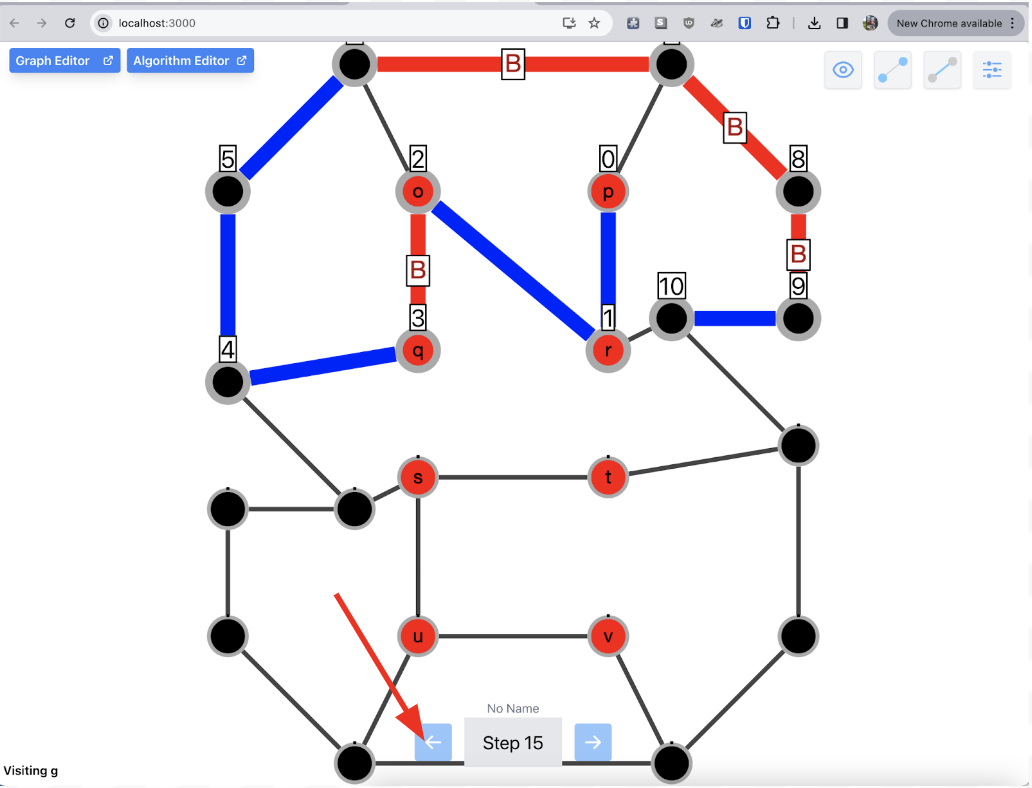 localhost:3000
New Chrome available
Graph Editor
Algorithm Editor
B
B
5
2
0
8
o
p
B
B
10
9
3
1
4
q
r
s
t
u
v
No Name
Step 15
Visiting g